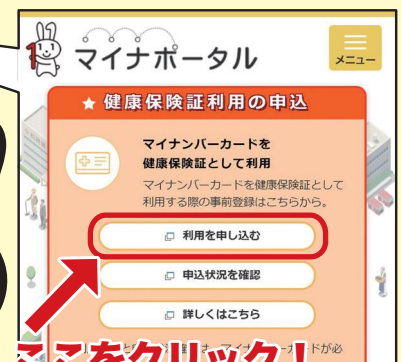 マイナポータル
メニュー
★ 健康保険証利用の申込
マイナンバーカードを
健康保険証として利用
マイナンバーカードを健康保険証として
利用する際の事前登録はこちらから。
利用を申し込む
申込状況を確認
詳しくはこちら
ここをクリック!
ードが必